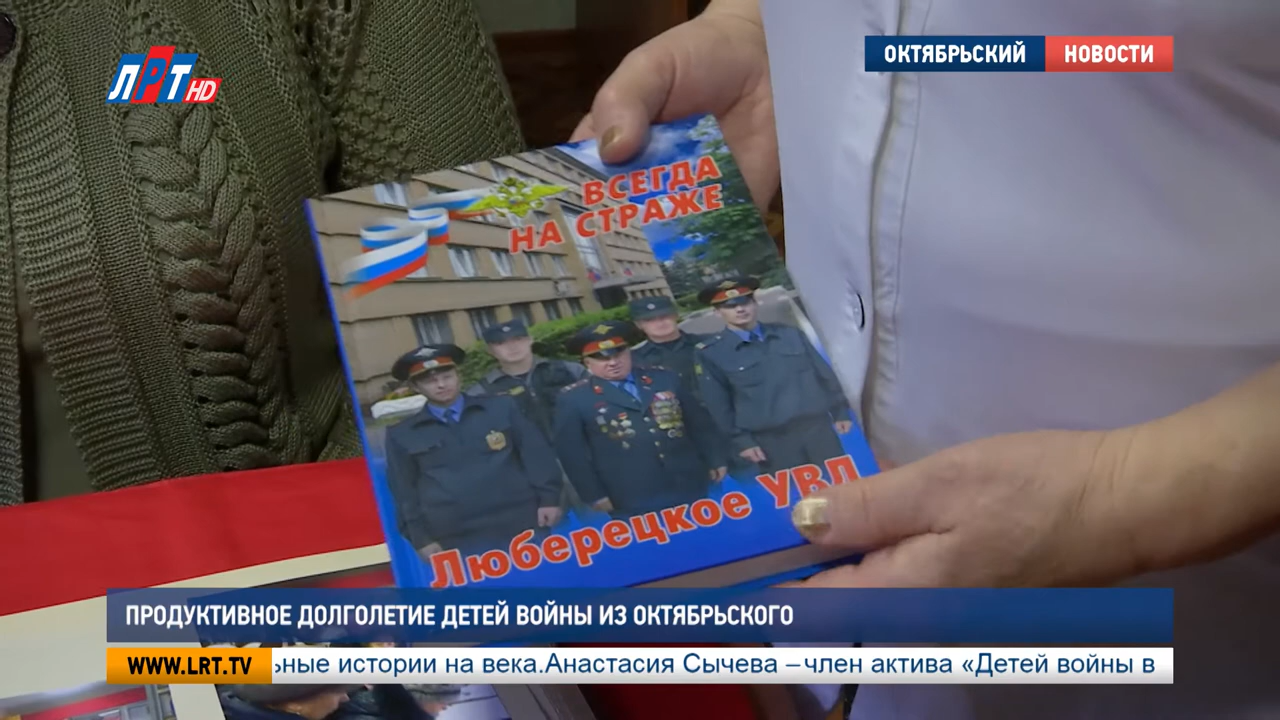 ЛРТ HD
ОКТЯБРЬСКИЙ НОВОСТИ
ВСЕГДА
НА СТРАЖЕ
Люберецкое УВД
ПРОДУКТИВНОЕ ДОЛГОЛЕТИЕ ДЕТЕЙ ВОЙНЫ ИЗ ОКТЯБРЬСКОГО
WWW.LRT.TV ьные истории на века.Анастасия Сычева –член актива «Детей войны в